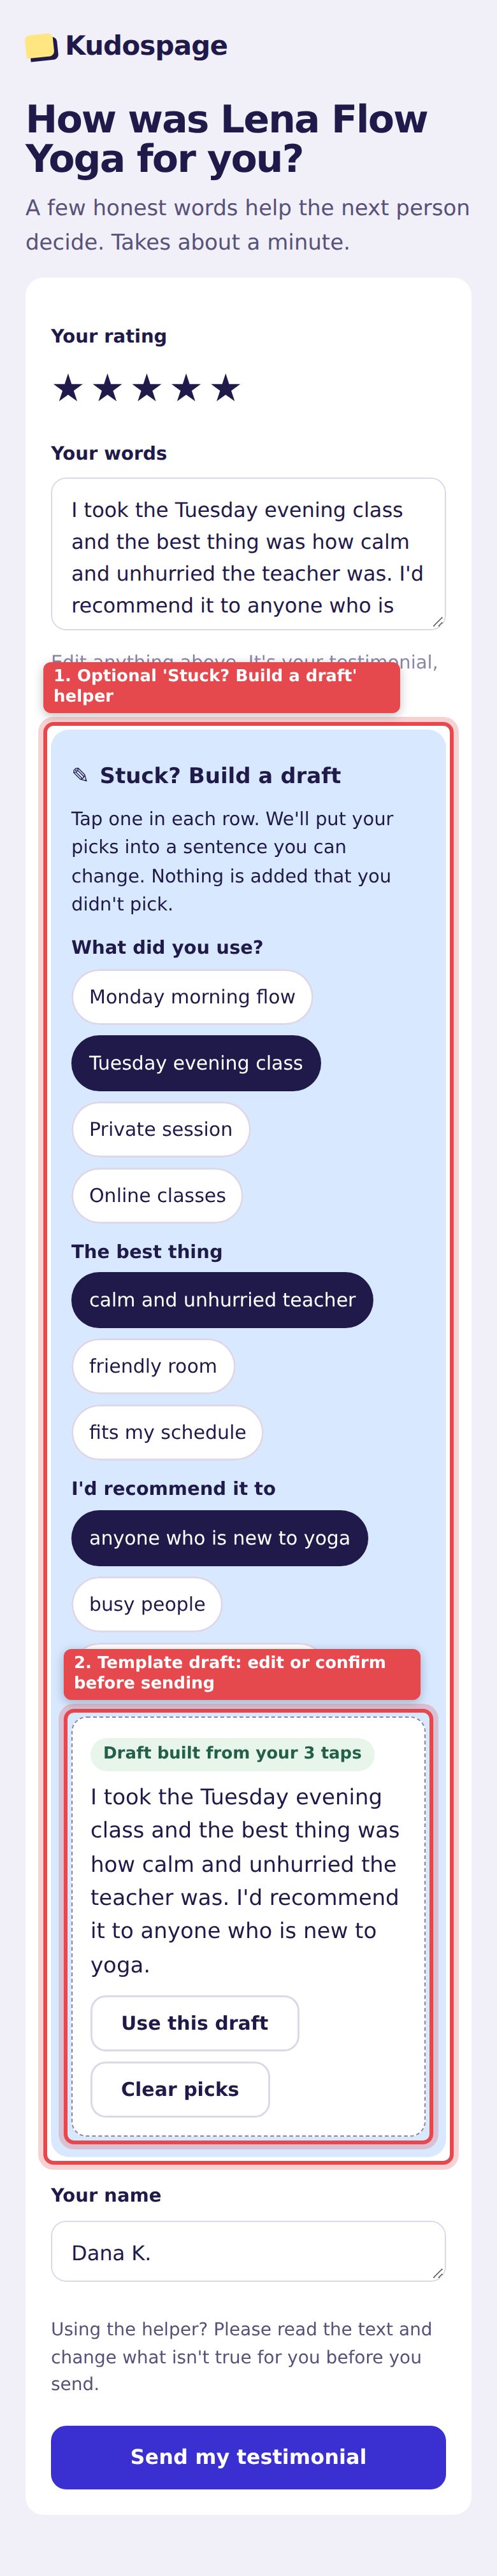 Kudospage
How was Lena Flow
Yoga for you?
A few honest words help the next person
decide. Takes about a minute.
Your rating
★★★★★
Your words
I took the Tuesday evening class
and the best thing was how calm
and unhurried the teacher was. I'd
recommend it to anyone who is
Edit anything above. It's your testimonial,
1. Optional 'Stuck? Build a draft'
helper
✎ Stuck? Build a draft
Tap one in each row. We'll put your
picks into a sentence you can
change. Nothing is added that you
didn't pick.
What did you use?
Monday morning flow
Tuesday evening class
Private session
Online classes
The best thing
calm and unhurried teacher
friendly room
fits my schedule
I'd recommend it to
anyone who is new to yoga
busy people
2. Template draft: edit or confirm
before sending
Draft built from your 3 taps
I took the Tuesday evening
class and the best thing was
how calm and unhurried the
teacher was. I'd recommend
it to anyone who is new to
yoga.
Use this draft
Clear picks
Your name
Dana K.
Using the helper? Please read the text and
change what isn't true for you before you
send.
Send my testimonial